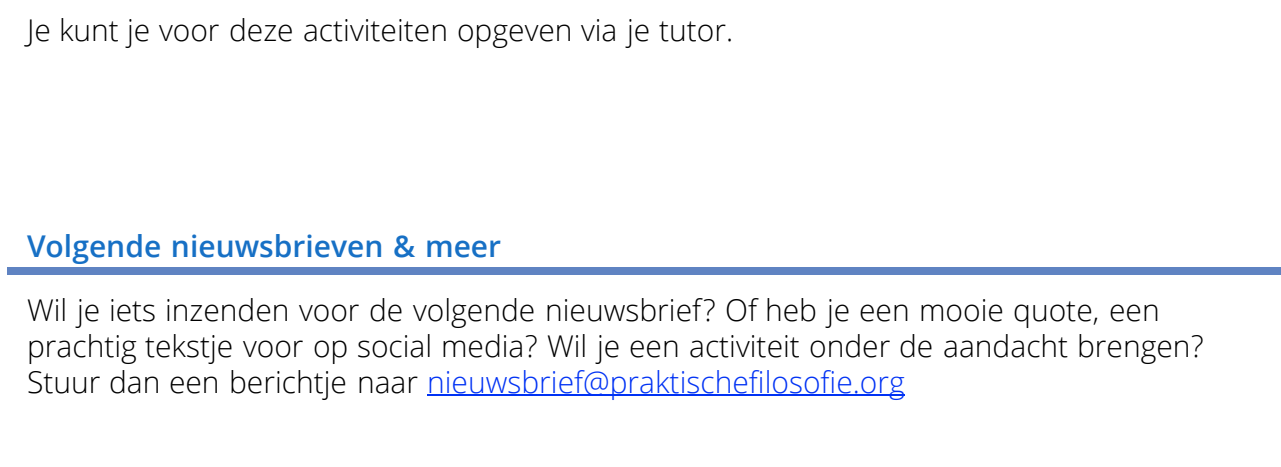 Je kunt je voor deze activiteiten opgeven via je tutor.
Volgende nieuwsbrieven & meer
Wil je iets inzenden voor de volgende nieuwsbrief? Of heb je een mooie quote, een
prachtig tekstje voor op social media? Wil je een activiteit onder de aandacht brengen?
Stuur dan een berichtje naar nieuwsbrief@praktischefilosofie.org